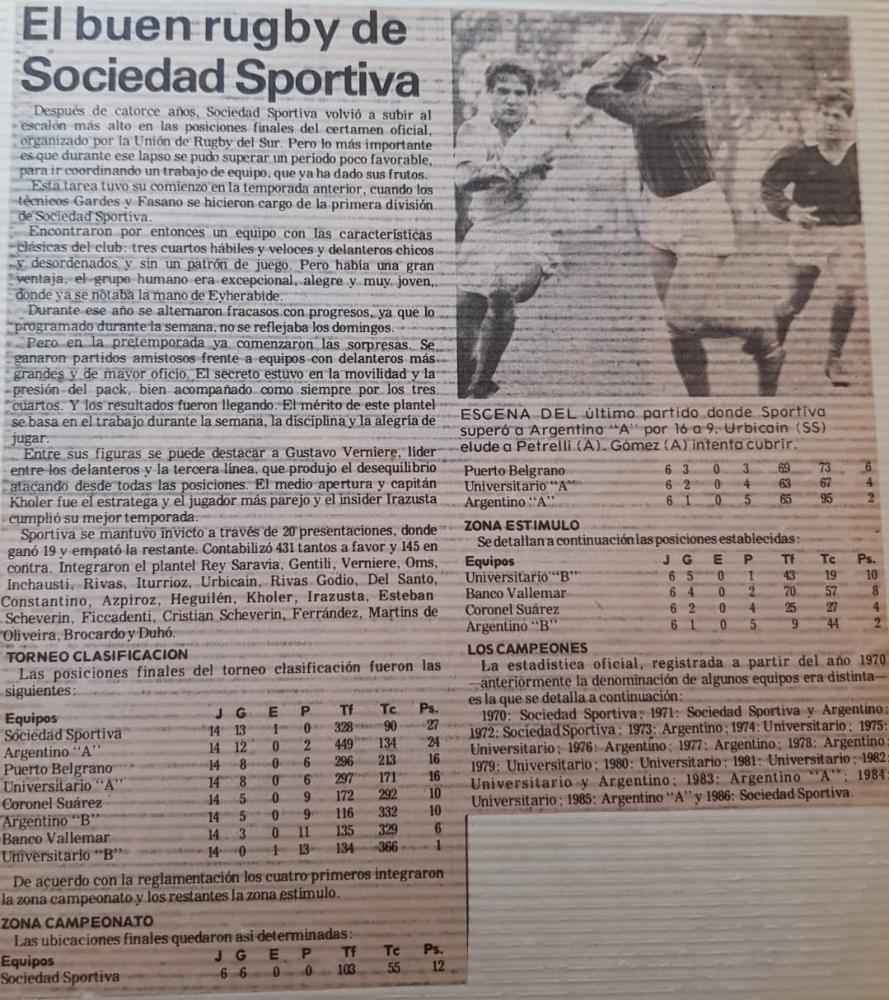 El buen rugby de
Sociedad Sportiva
Después de catorce años, Sociedad Sportiva volvió a subir al
escalón más alto en las posiciones finales del certamen oficial,
organizado por la Unión de Rugby del Sur. Pero lo más importante
es que durante ese lapso se pudo superar un período poco favorable,
para ir coordinando un trabajo de equipo, que ya ha dado sus frutos.
Esta tarea tuvo su comienzo en la temporada anterior, cuando los
técnicos Gardes y Fasano se hicieron cargo de la primera división
de Sociedad Sportiva.
Encontraron por entonces un equipo con las características
clásicas del club: tres cuartos hábiles y veloces y delanteros chicos
y desordenados y sin un patrón de juego. Pero había una gran
ventaja, el grupo humano era excepcional, alegre y muy joven,
donde ya se notaba la mano de Eyherabide.
Durante ese año se alternaron fracasos con progresos, ya que lo
programado durante la semana, no se reflejaba los domingos.
Pero en la pretemporada ya comenzaron las sorpresas. Se
ganaron partidos amistosos frente a equipos con delanteros más
grandes y de mayor oficio. El secreto estuvo en la movilidad y la
presión del pack, bien acompañado como siempre por los tres
cuartos. Y los resultados fueron llegando. El mérito de este plantel
se basa en el trabajo durante la semana, la disciplina y la alegría de
jugar.
Entre sus figuras se puede destacar a Gustavo Verniere, líder
entre los delanteros y la tercera línea, que produjo el desequilibrio
atacando desde todas las posiciones. El medio apertura y capitán
Kholer fue el estratega y el jugador más parejo y el insider Irazusta
cumplió su mejor temporada.
Sportiva se mantuvo invicto a través de 20 presentaciones, donde
ganó 19 y empató la restante. Contabilizó 431 tantos a favor y 145 en
contra. Integraron el plantel Rey Saravia, Gentili, Verniere, Oms,
Inchausti, Rivas, Iturrioz, Urbicain, Rivas Godio, Del Santo,
Constantino, Azpiroz, Heguilén, Kholer, Irazusta, Esteban
Scheverin, Ficcadenti, Cristian Scheverin, Ferrández, Martins de
Oliveira, Brocardo y Duhó.
TORNEO CLASIFICACION
Las posiciones finales del torneo clasificación fueron las
siguientes:
Equipos J G E P Tf Tc Ps.
Sociedad Sportiva 14 13 1 0 328 90 27
Argentino "A" 14 12 0 2 449 134 24
Puerto Belgrano 14 8 0 6 296 213 16
Universitario "A" 14 8 0 6 297 171 16
Coronel Suárez 14 5 0 9 172 292 10
Argentino "B" 14 5 0 9 116 332 10
Banco Vallemar 14 3 0 11 135 329 6
Universitario "B" 14 0 1 13 134 366 1
De acuerdo con la reglamentación los cuatro primeros integraron
la zona campeonato y los restantes la zona estímulo.
ZONA CAMPEONATO
Las ubicaciones finales quedaron así determinadas:
Equipos J G E P Tf Tc Ps.
Sociedad Sportiva 6 6 0 0 103 55 12
ESCENA DEL último partido donde Sportiva
superó a Argentino "A" por 16 a 9. Urbicain (SS)
elude a Petrelli (A). Gómez (A) intenta cubrir.
Puerto Belgrano 6 3 0 3 69 73 6
Universitario "A" 6 2 0 4 63 67 4
Argentino "A" 6 1 0 5 65 95 2
ZONA ESTIMULO
Se detallan a continuación las posiciones establecidas:
Equipos J G E P Tf Tc Ps.
Universitario "B" 6 5 0 1 43 19 10
Banco Vallemar 6 4 0 2 70 57 8
Coronel Suárez 6 2 0 4 25 27 4
Argentino "B" 6 1 0 5 9 44 2
LOS CAMPEONES
La estadística oficial, registrada a partir del año 1970
—anteriormente la denominación de algunos equipos era distinta—
es la que se detalla a continuación:
1970: Sociedad Sportiva; 1971: Sociedad Sportiva y Argentino;
1972: Sociedad Sportiva; 1973: Argentino; 1974: Universitario; 1975:
Universitario; 1976: Argentino; 1977: Argentino; 1978: Argentino;
1979: Universitario; 1980: Universitario; 1981: Universitario; 1982:
Universitario y Argentino; 1983: Argentino "A"; 1984:
Universitario; 1985: Argentino "A" y 1986: Sociedad Sportiva.